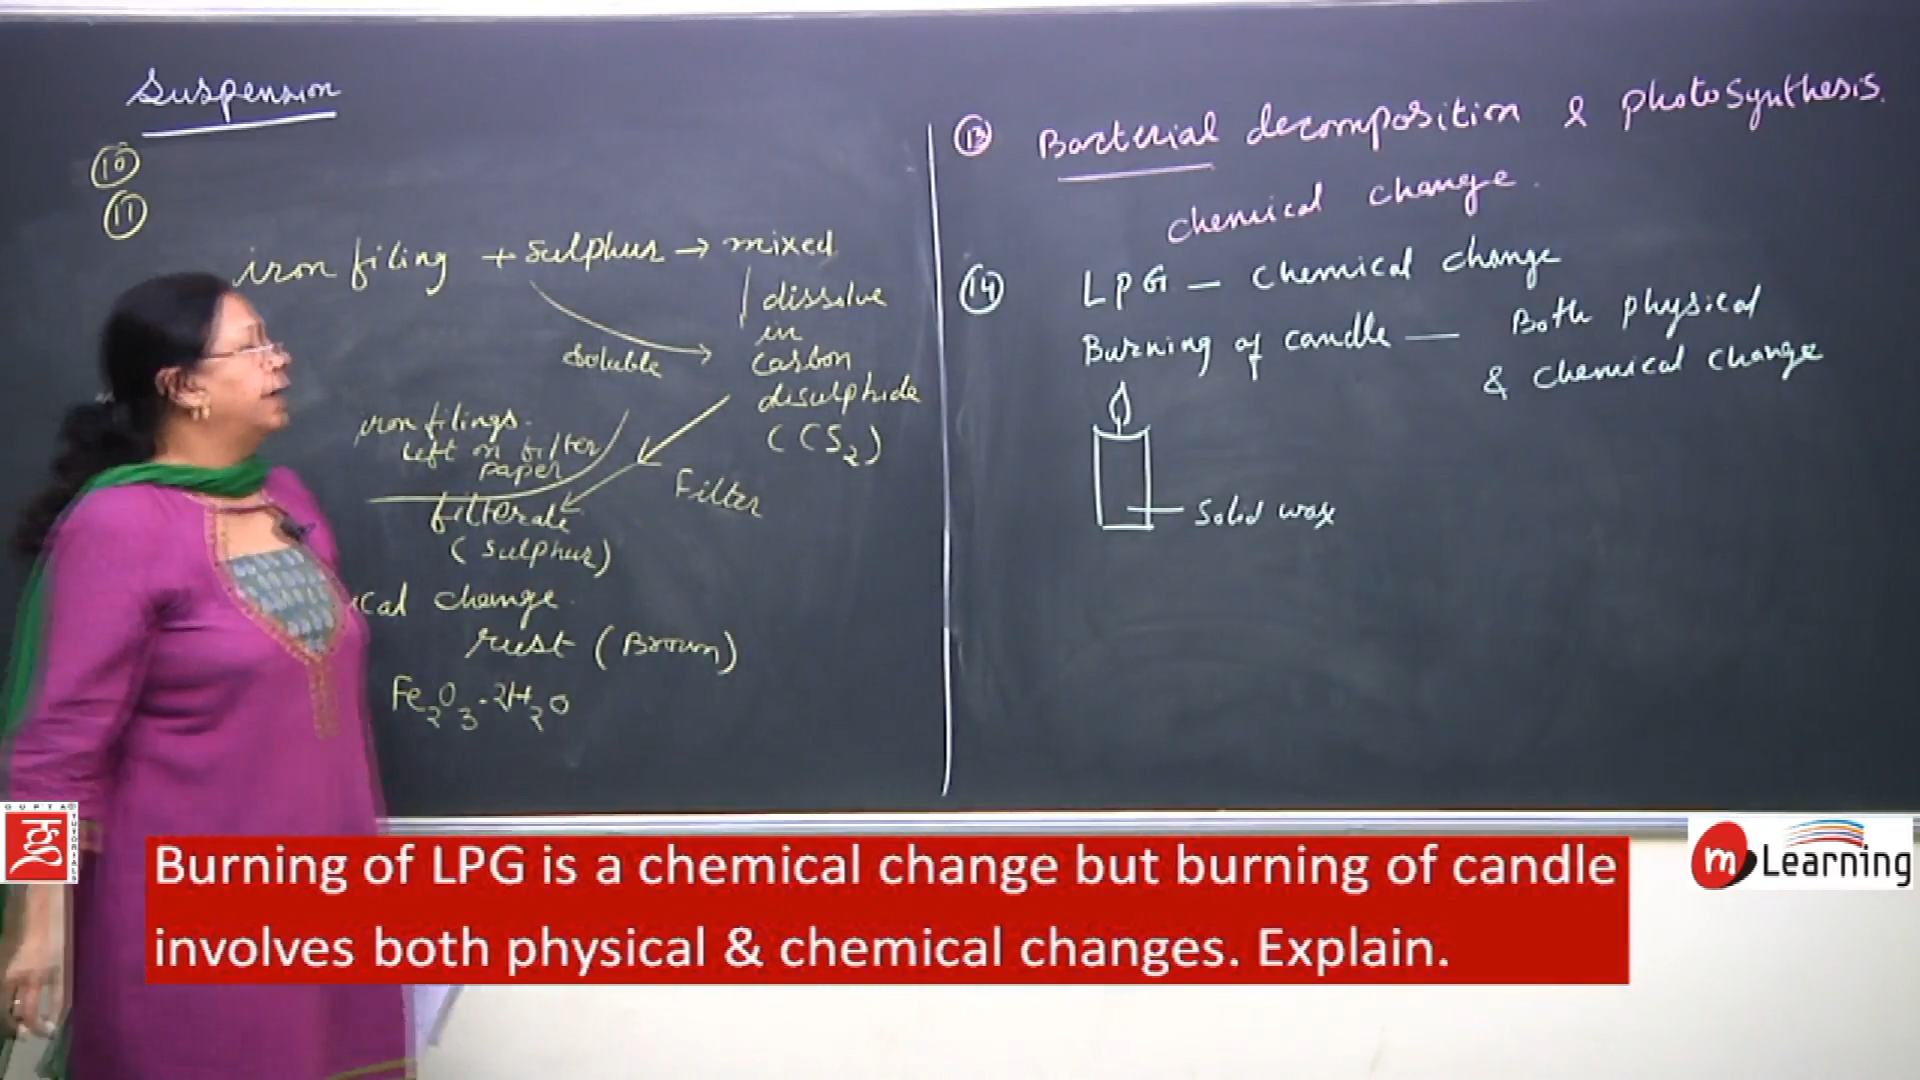 Suspension
10
11
iron filing + sulphur → mixed
dissolve
in
carbon
disulphide
(CS2)
soluble
iron filings.
left on filter
paper
Filter
filterate
(sulphur)
ical change.
rust (Brown)
Fe2O3.2H2O
13 Bacterial decomposition & photosynthesis.
chemical change.
14 LPG — chemical change
Burning of candle — Both physical
& chemical change
Solid wax
GUPTA
TUTORIALS
Burning of LPG is a chemical change but burning of candle
involves both physical & chemical changes. Explain.
m Learning